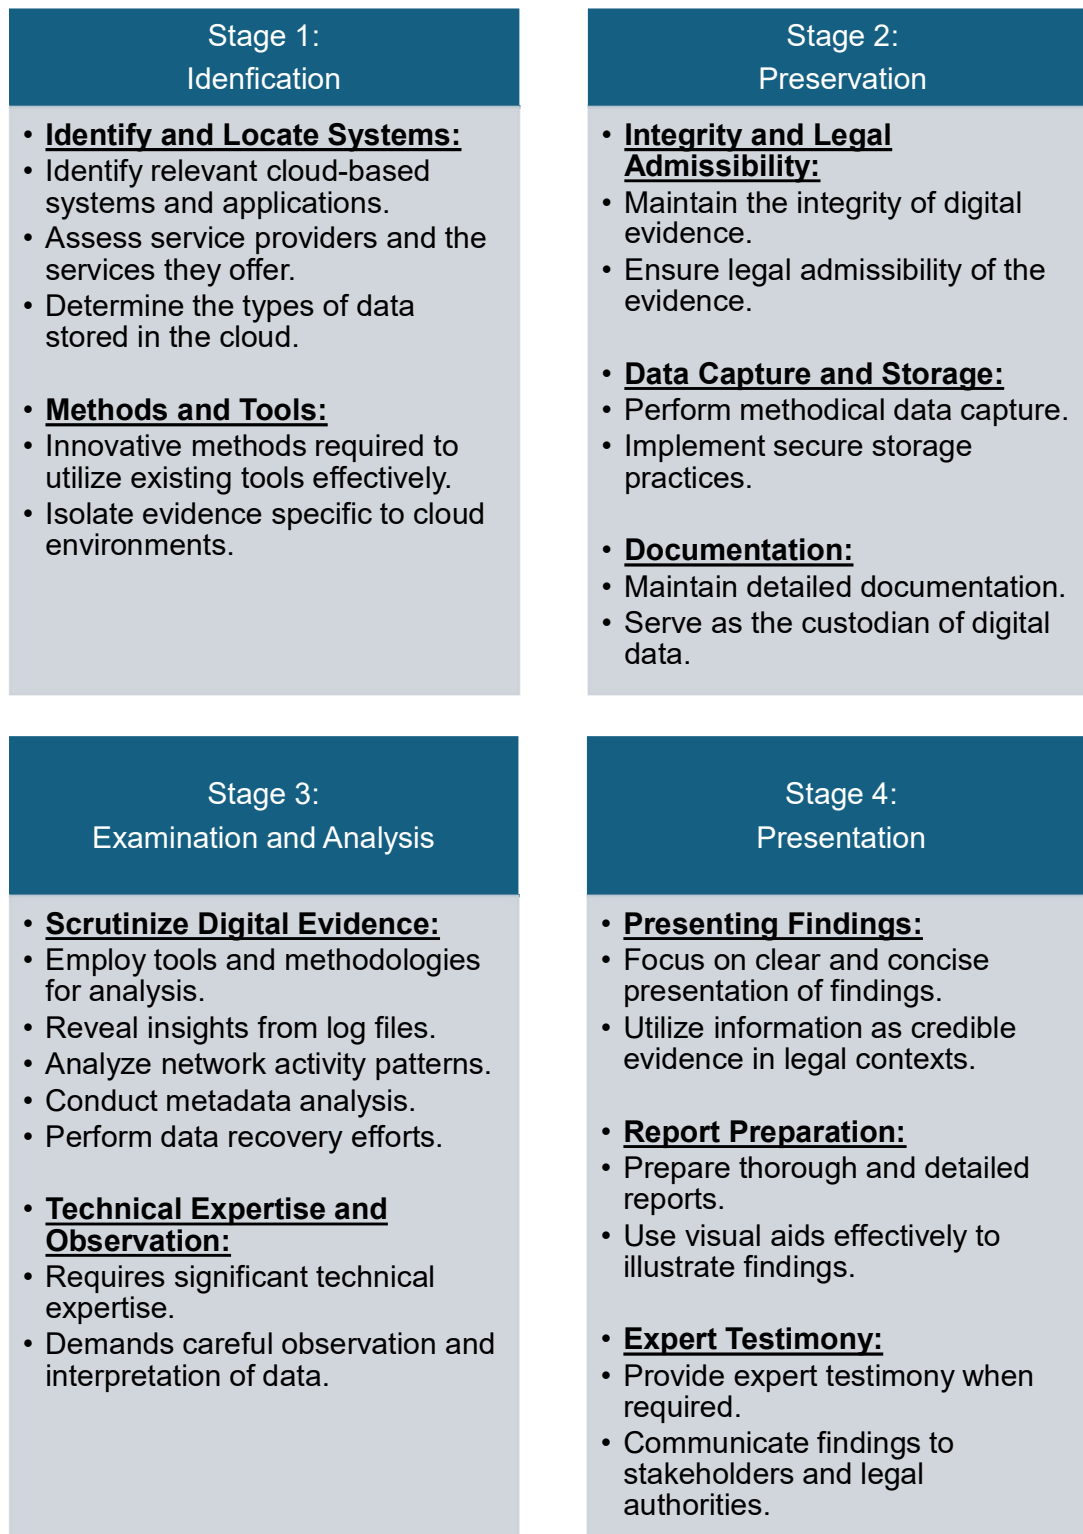 Stage 1:
Idenfication
• Identify and Locate Systems:
• Identify relevant cloud-based
systems and applications.
• Assess service providers and the
services they offer.
• Determine the types of data
stored in the cloud.
• Methods and Tools:
• Innovative methods required to
utilize existing tools effectively.
• Isolate evidence specific to cloud
environments.
Stage 2:
Preservation
• Integrity and Legal
Admissibility:
• Maintain the integrity of digital
evidence.
• Ensure legal admissibility of the
evidence.
• Data Capture and Storage:
• Perform methodical data capture.
• Implement secure storage
practices.
• Documentation:
• Maintain detailed documentation.
• Serve as the custodian of digital
data.
Stage 3:
Examination and Analysis
• Scrutinize Digital Evidence:
• Employ tools and methodologies
for analysis.
• Reveal insights from log files.
• Analyze network activity patterns.
• Conduct metadata analysis.
• Perform data recovery efforts.
• Technical Expertise and
Observation:
• Requires significant technical
expertise.
• Demands careful observation and
interpretation of data.
Stage 4:
Presentation
• Presenting Findings:
• Focus on clear and concise
presentation of findings.
• Utilize information as credible
evidence in legal contexts.
• Report Preparation:
• Prepare thorough and detailed
reports.
• Use visual aids effectively to
illustrate findings.
• Expert Testimony:
• Provide expert testimony when
required.
• Communicate findings to
stakeholders and legal
authorities.